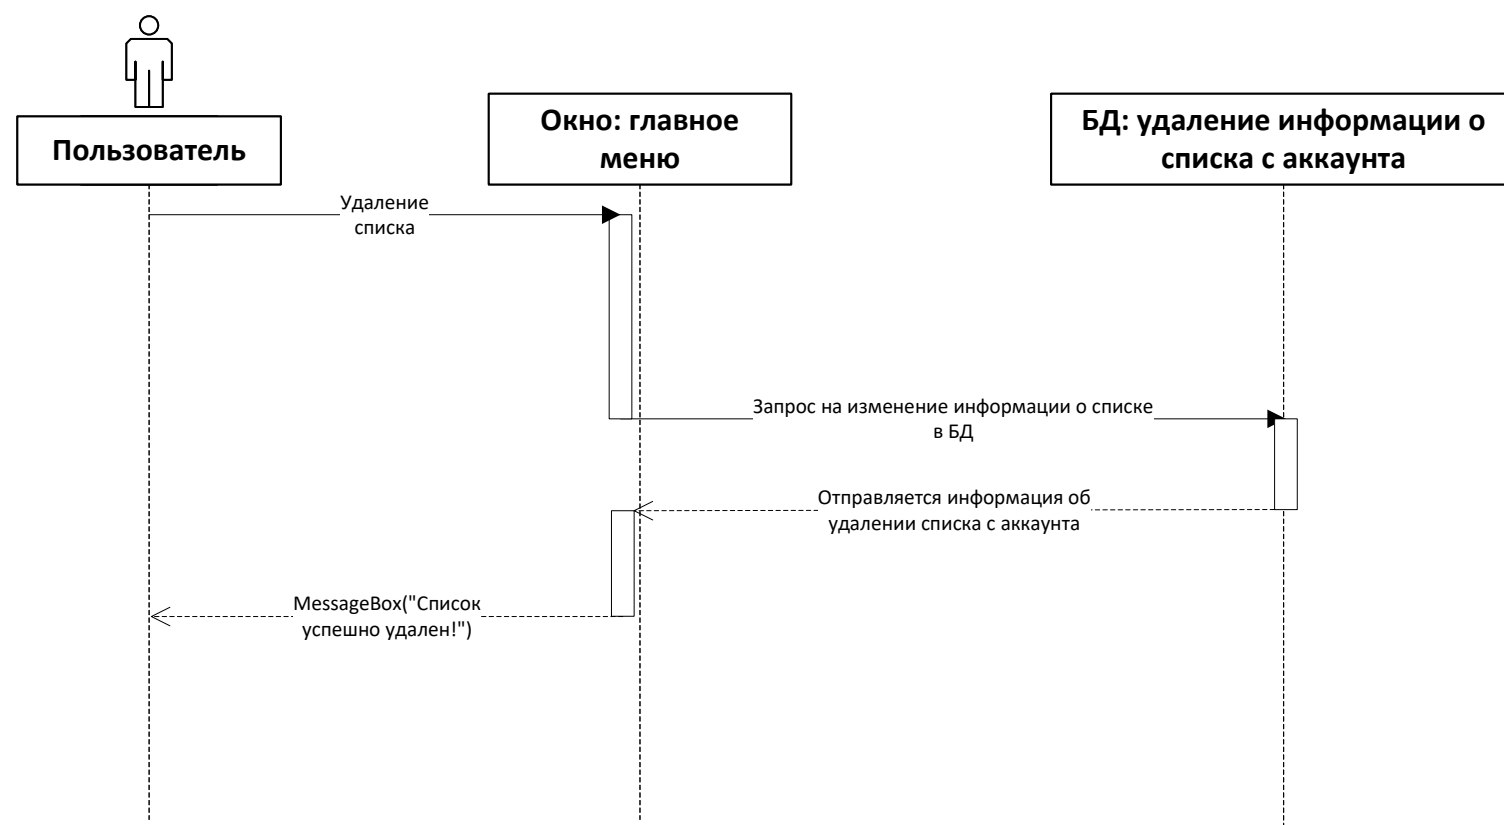 Пользователь
Окно: главное
меню
БД: удаление информации о
списка с аккаунта
Удаление
списка
Запрос на изменение информации о списке
в БД
Отправляется информация об
удалении списка с аккаунта
MessageBox("Список
успешно удален!")